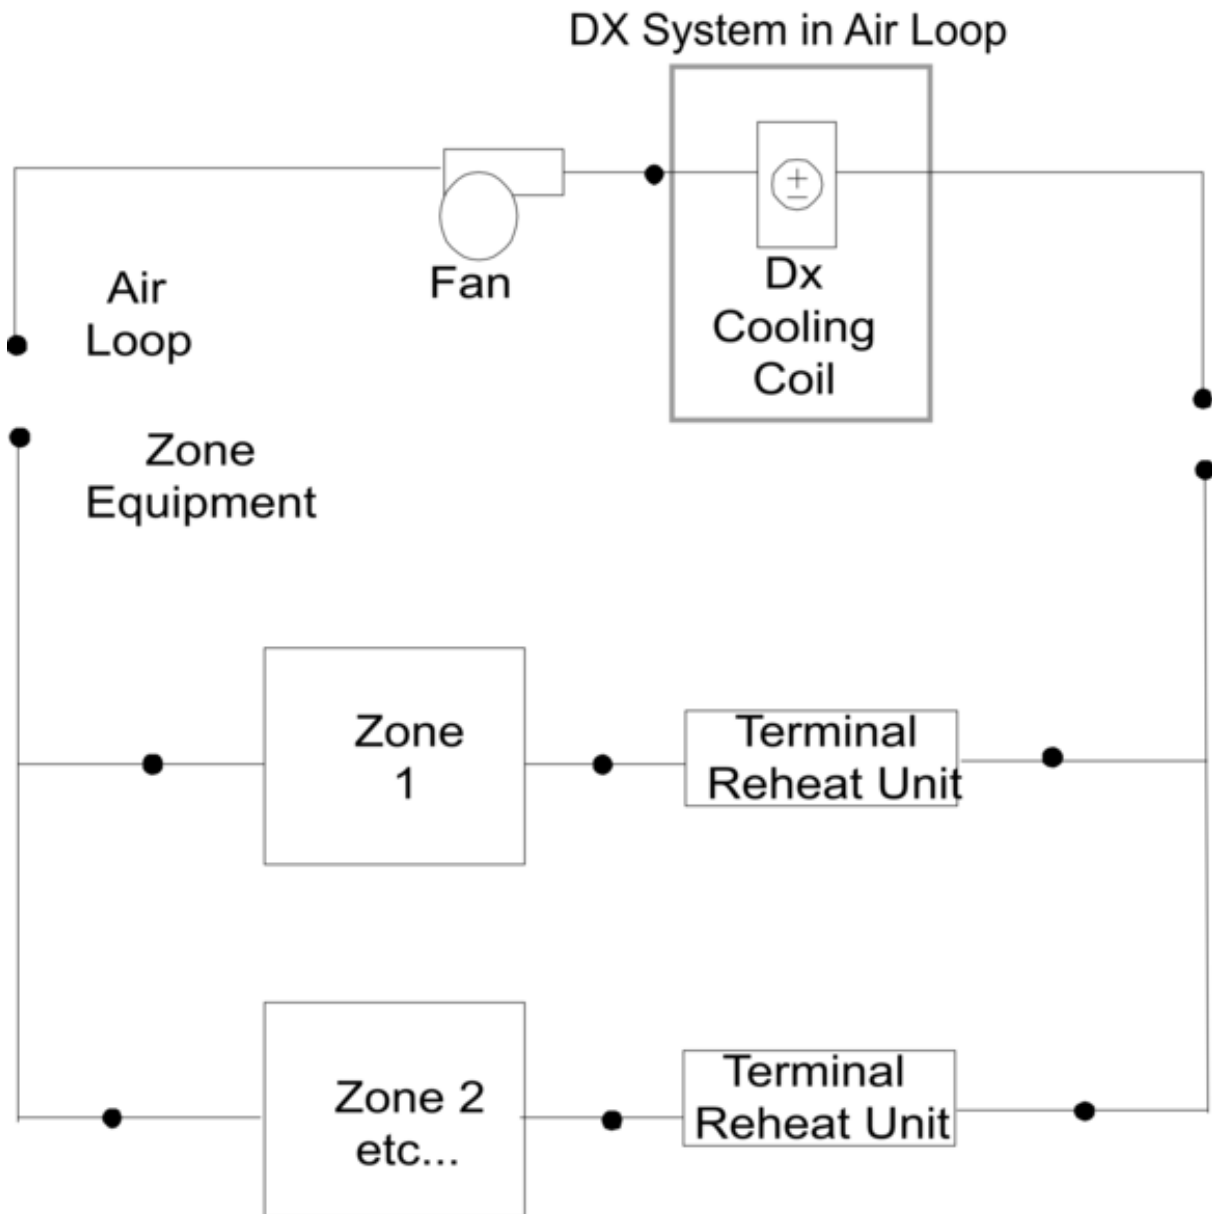 DX System in Air Loop
Fan
Dx
Cooling
Coil
Air
Loop
Zone
Equipment
Zone
1
Terminal
Reheat Unit
Zone 2
etc...
Terminal
Reheat Unit